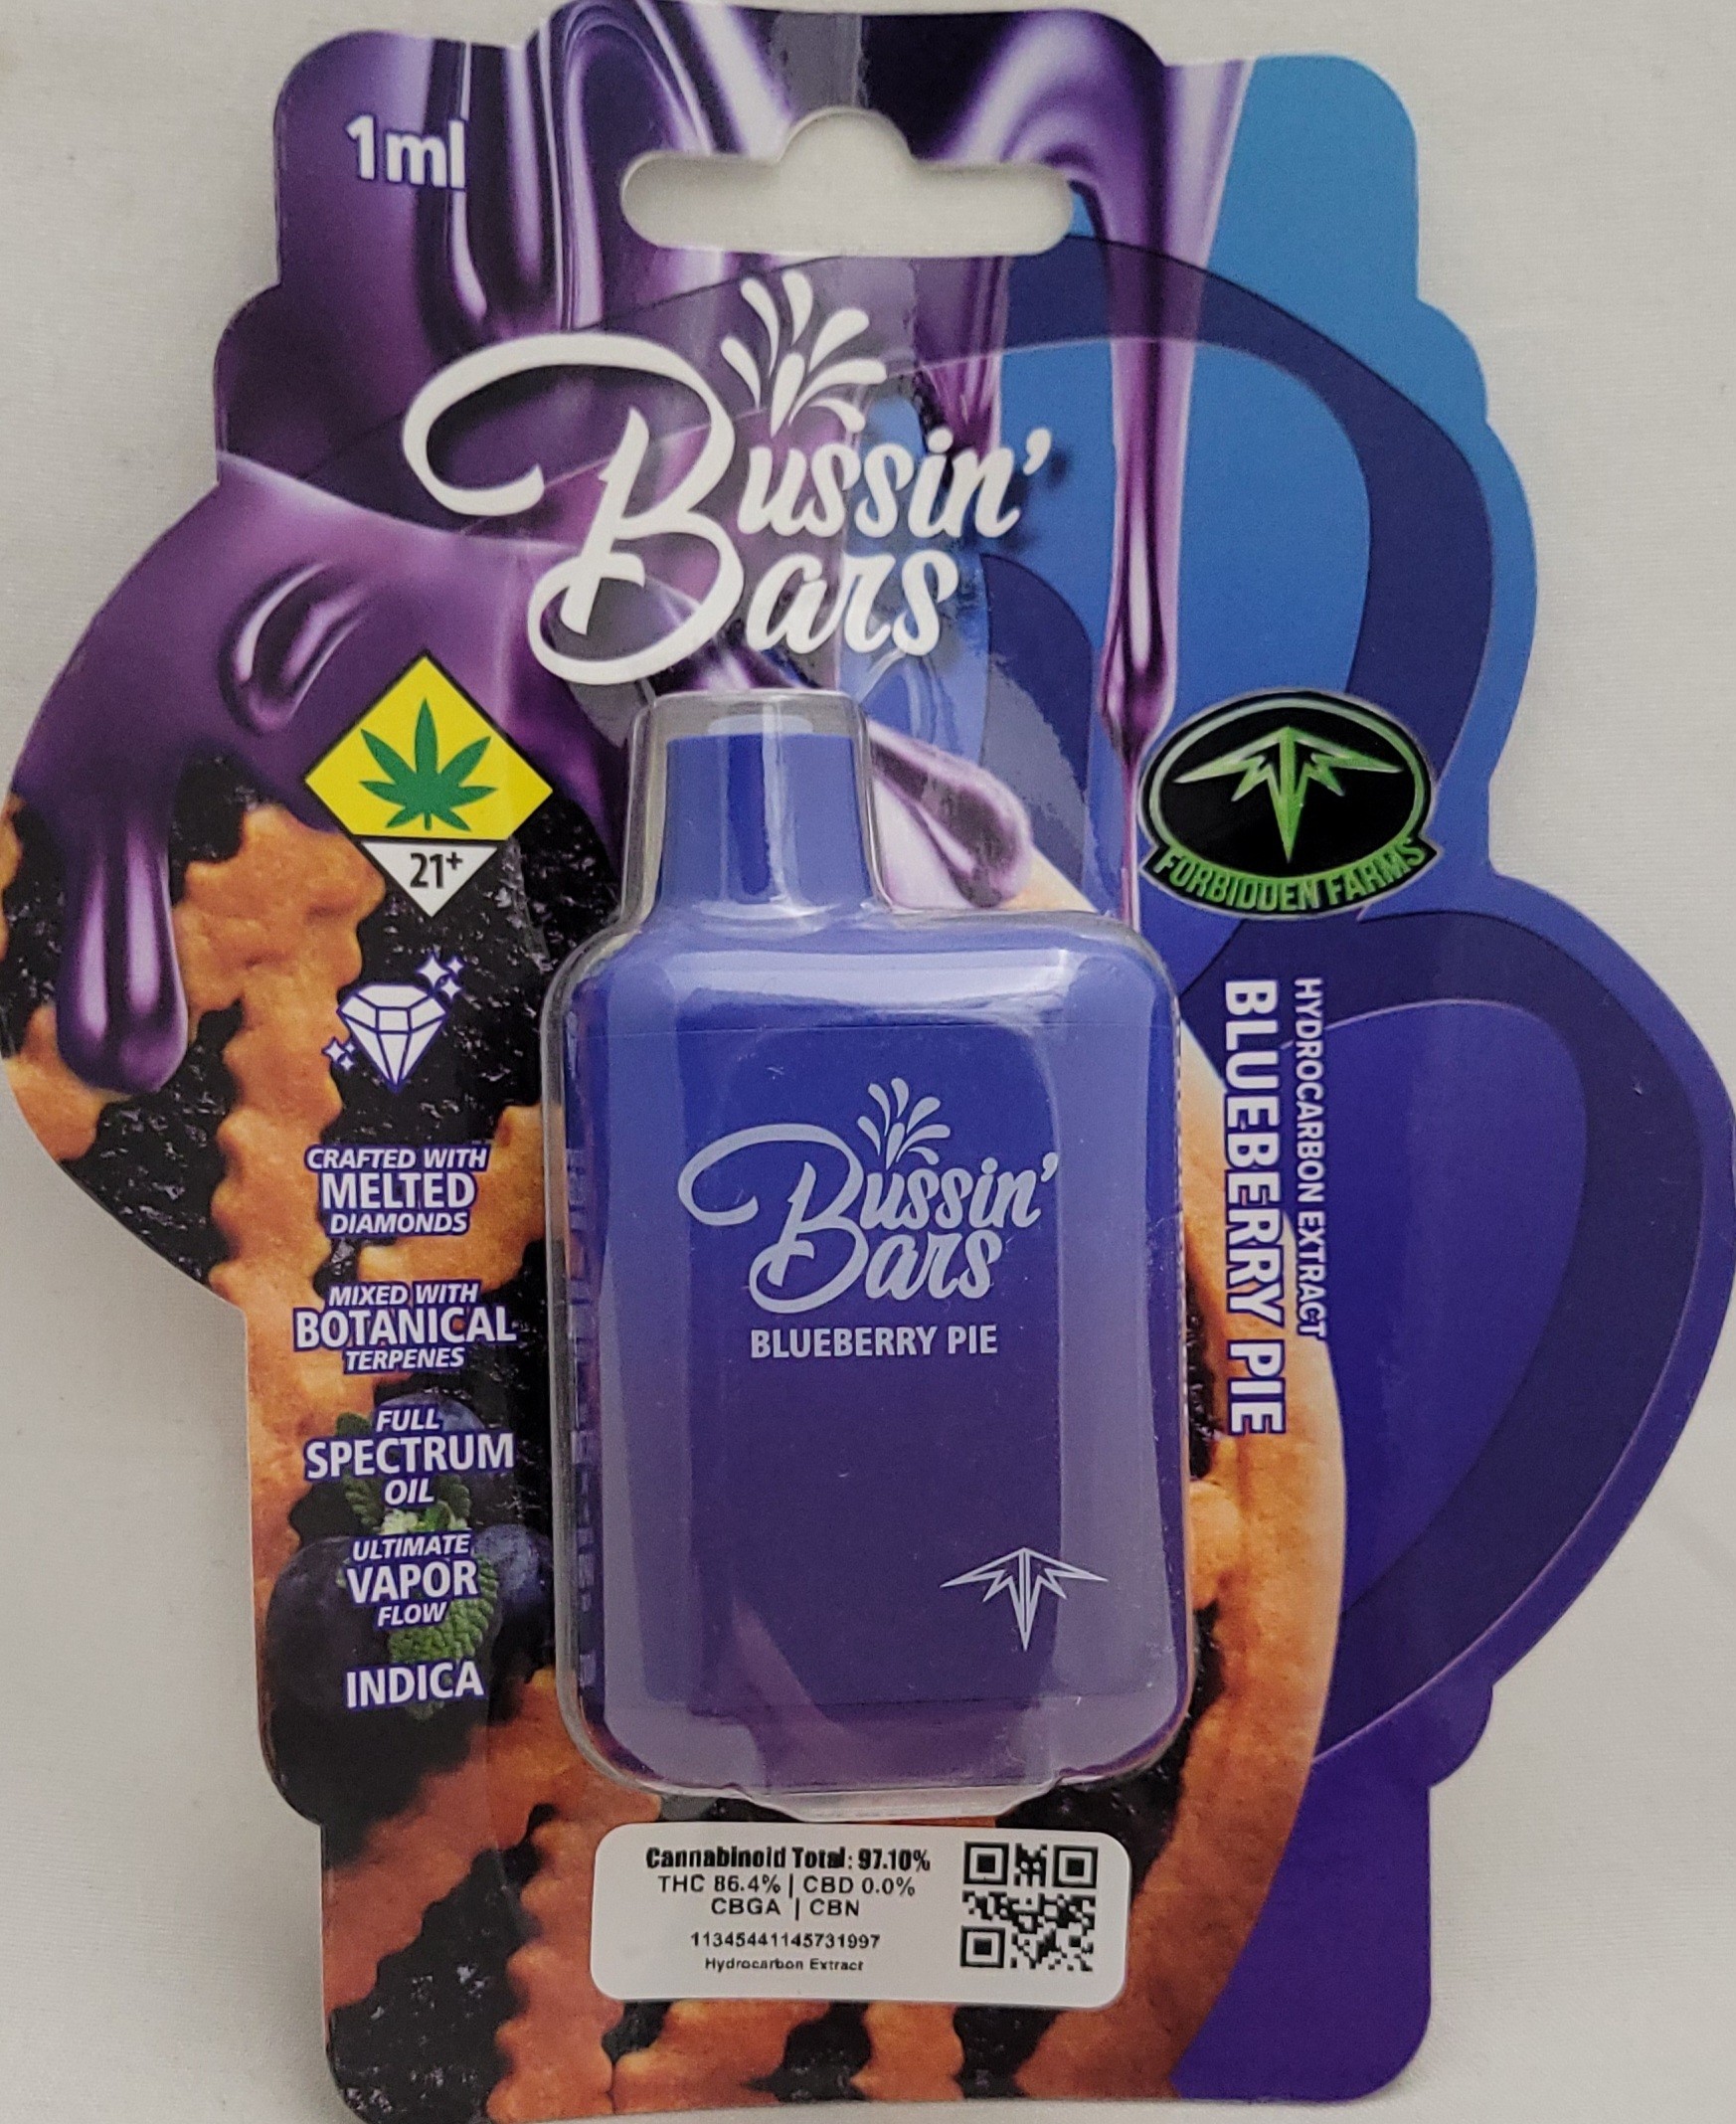 1ml
Bussin'
Bars
21+
FORBIDDEN FARMS
CRAFTED WITH
MELTED
DIAMONDS
MIXED WITH
BOTANICAL
TERPENES
FULL
SPECTRUM
OIL
ULTIMATE
VAPOR
FLOW
INDICA
Bussin'
Bars
BLUEBERRY PIE
HYDROCARBON EXTRACT
BLUEBERRY PIE
Cannabinoid Total: 97.10%
THC 86.4% | CBD 0.0%
CBGA | CBN
11345441145731997
Hydrocarbon Extract